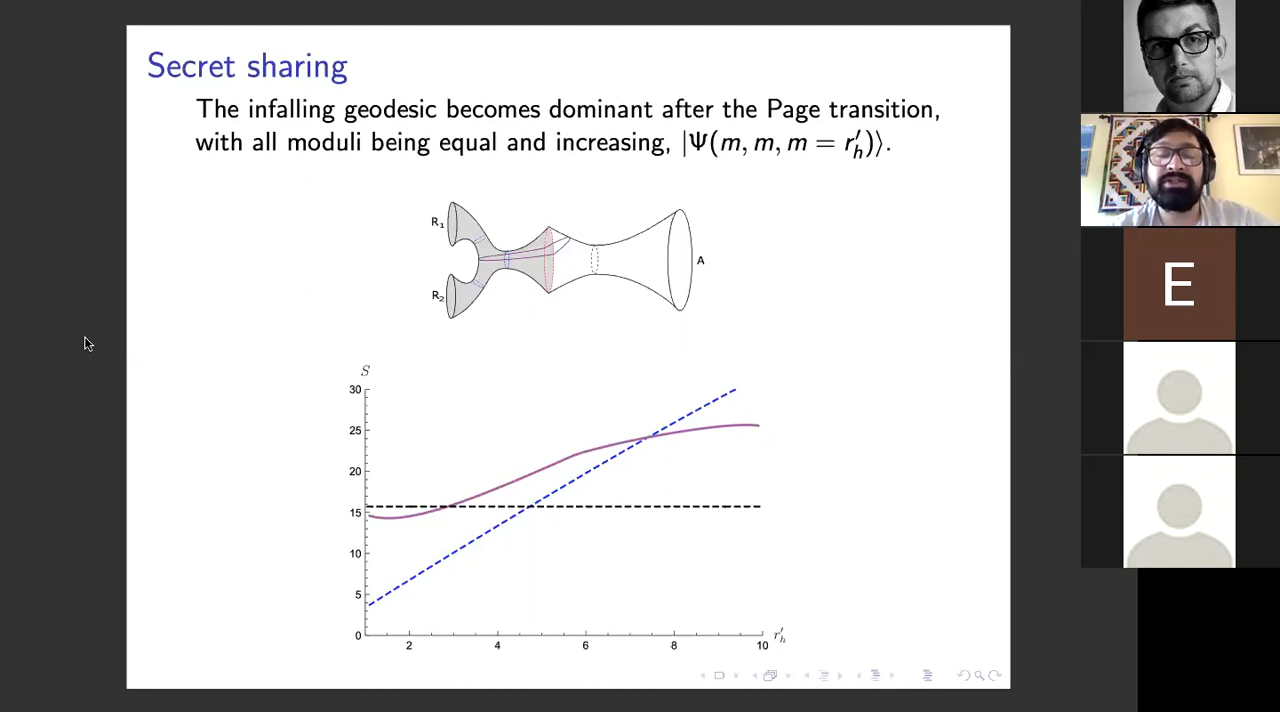 Secret sharing
The infalling geodesic becomes dominant after the Page transition,
with all moduli being equal and increasing, |Ψ(m, m, m = r′ₕ)⟩.
R₁
A
R₂
S
30
25
20
15
10
5
0
2 4 6 8 10
r′ₕ
E